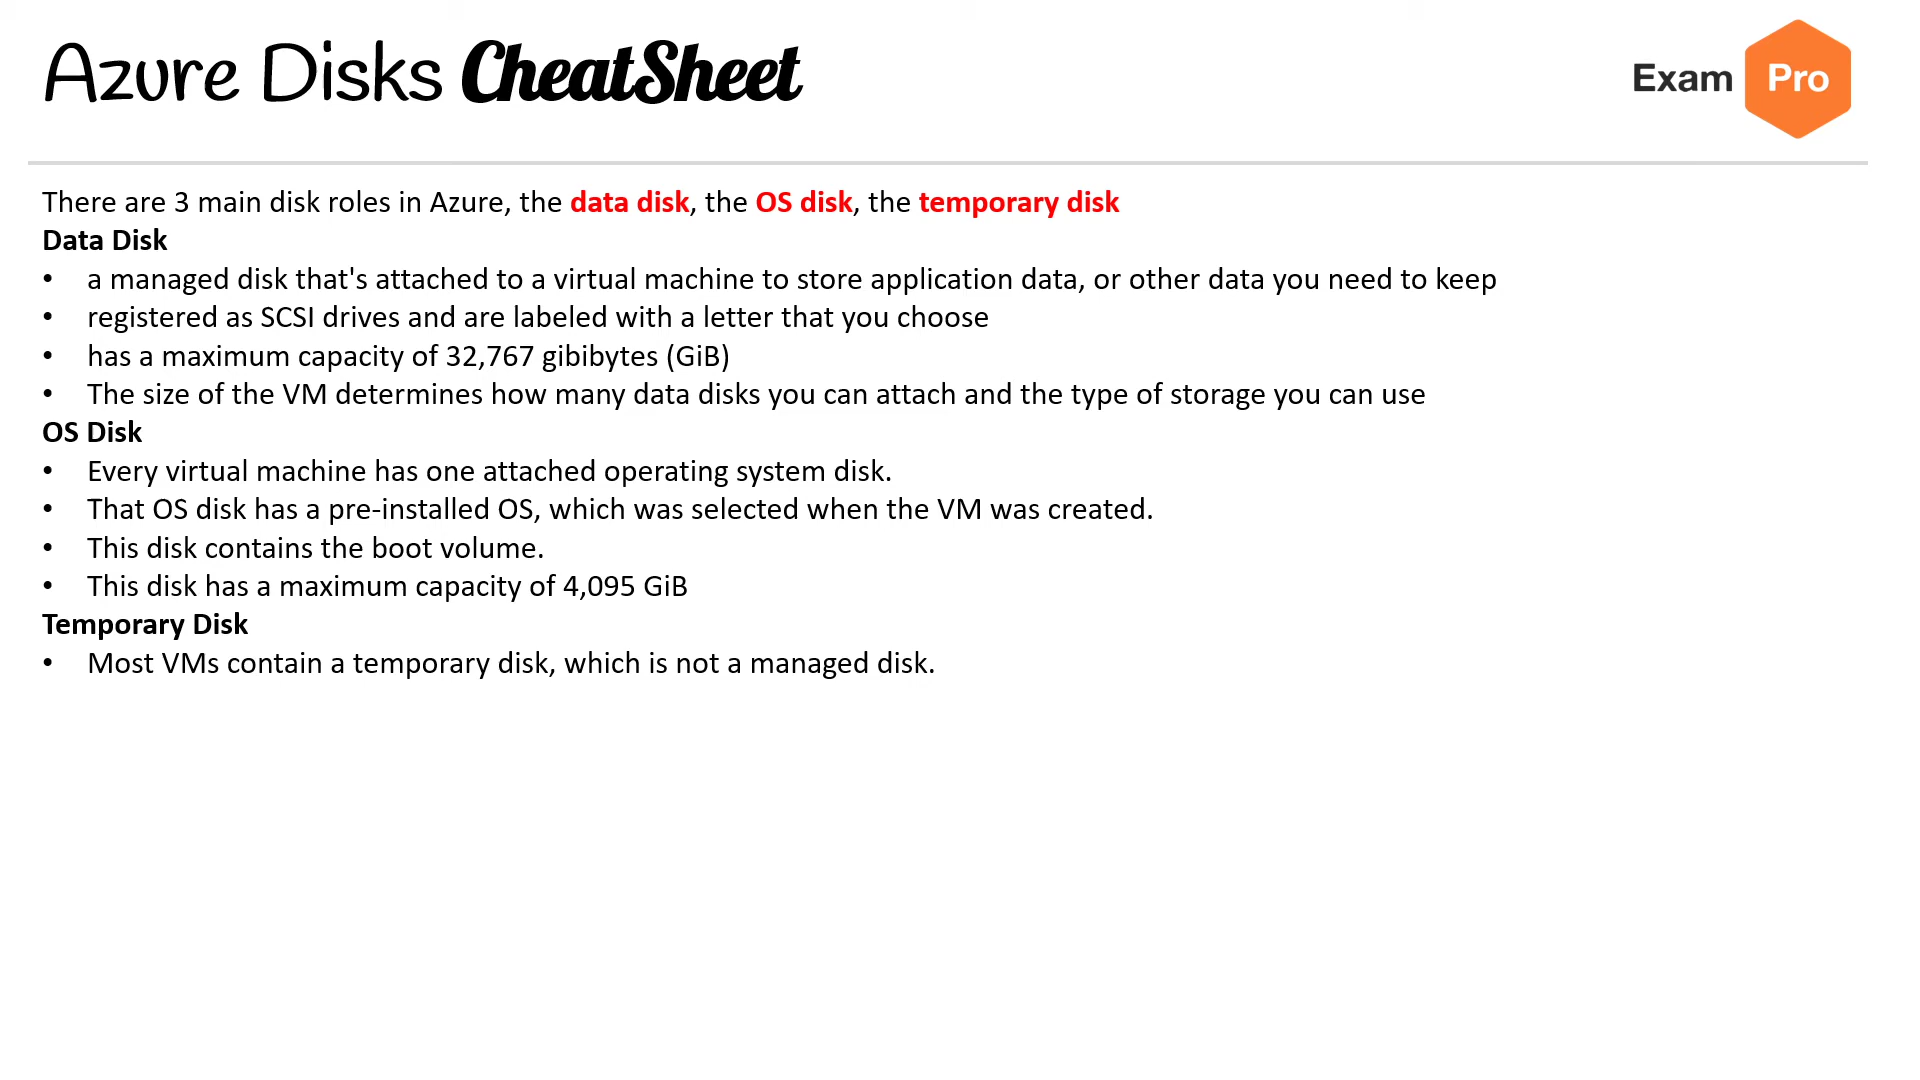 Azure Disks CheatSheet
Exam Pro
There are 3 main disk roles in Azure, the data disk, the OS disk, the temporary disk
Data Disk
• a managed disk that's attached to a virtual machine to store application data, or other data you need to keep
• registered as SCSI drives and are labeled with a letter that you choose
• has a maximum capacity of 32,767 gibibytes (GiB)
• The size of the VM determines how many data disks you can attach and the type of storage you can use
OS Disk
• Every virtual machine has one attached operating system disk.
• That OS disk has a pre-installed OS, which was selected when the VM was created.
• This disk contains the boot volume.
• This disk has a maximum capacity of 4,095 GiB
Temporary Disk
• Most VMs contain a temporary disk, which is not a managed disk.